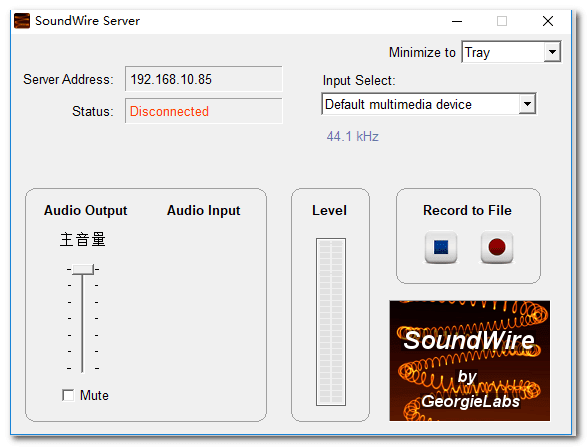 SoundWire Server
Minimize to Tray
Server Address: 192.168.10.85
Input Select:
Status: Disconnected
Default multimedia device
44.1 kHz
Audio Output Audio Input
Level
Record to File
主音量
Mute
SoundWire
by
GeorgieLabs